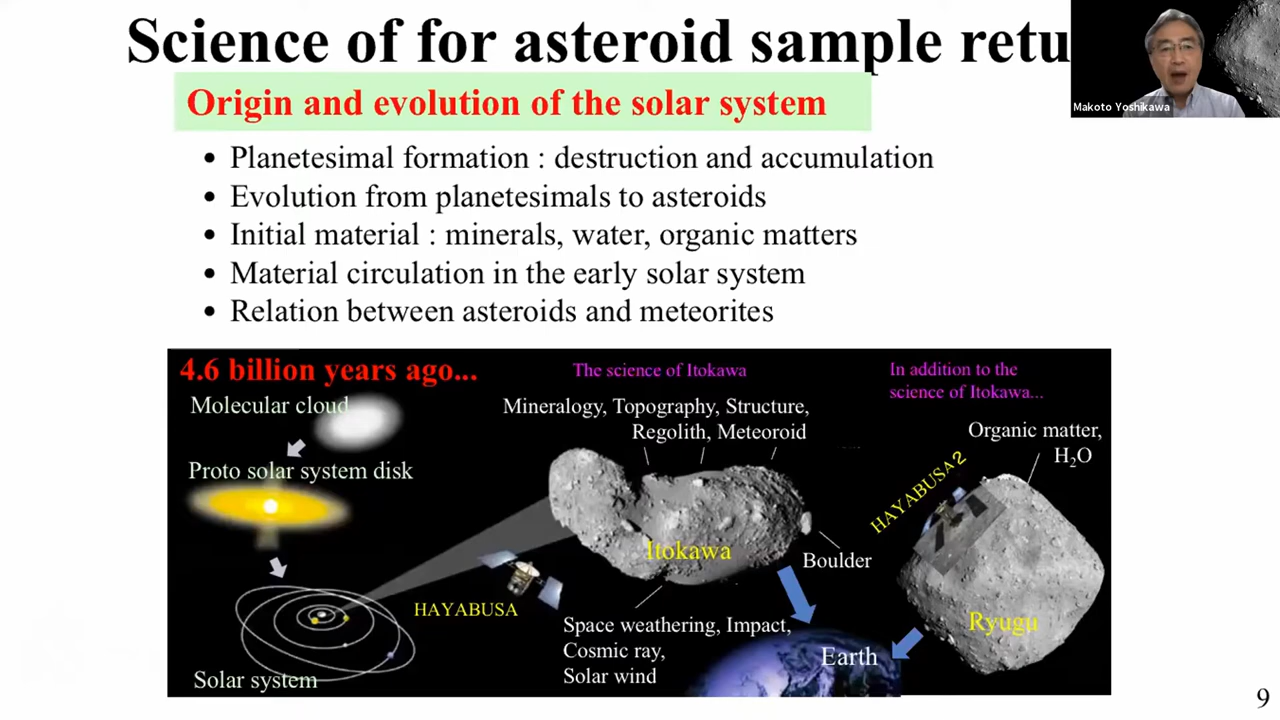 Science of for asteroid sample retu
Makoto Yoshikawa
Origin and evolution of the solar system
• Planetesimal formation : destruction and accumulation
• Evolution from planetesimals to asteroids
• Initial material : minerals, water, organic matters
• Material circulation in the early solar system
• Relation between asteroids and meteorites
4.6 billion years ago...
Molecular cloud
Proto solar system disk
Solar system
HAYABUSA
The science of Itokawa
Mineralogy, Topography, Structure,
Regolith, Meteoroid
Itokawa
Boulder
Space weathering, Impact,
Cosmic ray,
Solar wind
Earth
In addition to the
science of Itokawa...
Organic matter,
H₂O
HAYABUSA 2
Ryugu
9